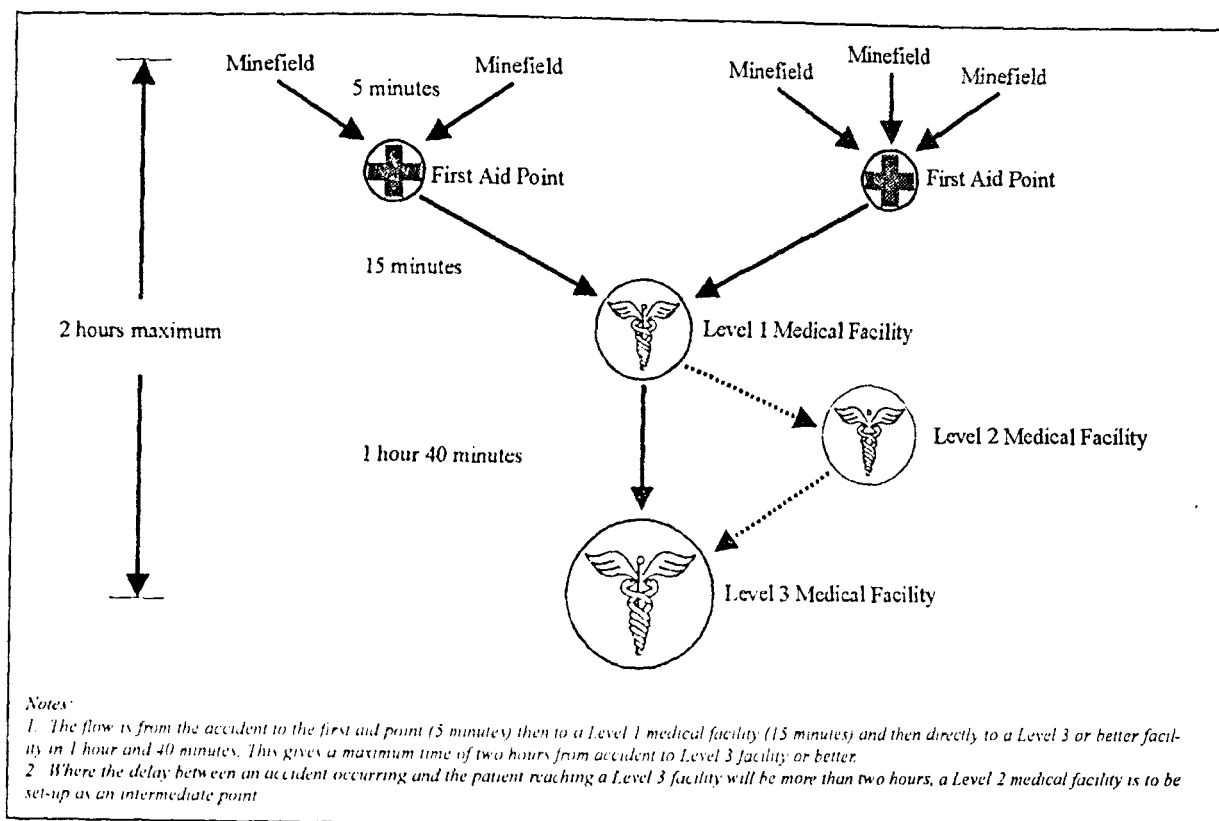 Minefield
Minefield
5 minutes
First Aid Point
Minefield
Minefield
Minefield
First Aid Point
15 minutes
Level 1 Medical Facility
2 hours maximum
Level 2 Medical Facility
1 hour 40 minutes
Level 3 Medical Facility
Notes:
1. The flow is from the accident to the first aid point (5 minutes) then to a Level 1 medical facility (15 minutes) and then directly to a Level 3 or better facil-
ity in 1 hour and 40 minutes. This gives a maximum time of two hours from accident to Level 3 facility or better.
2 Where the delay between an accident occurring and the patient reaching a Level 3 facility will be more than two hours, a Level 2 medical facility is to be
set-up as an intermediate point